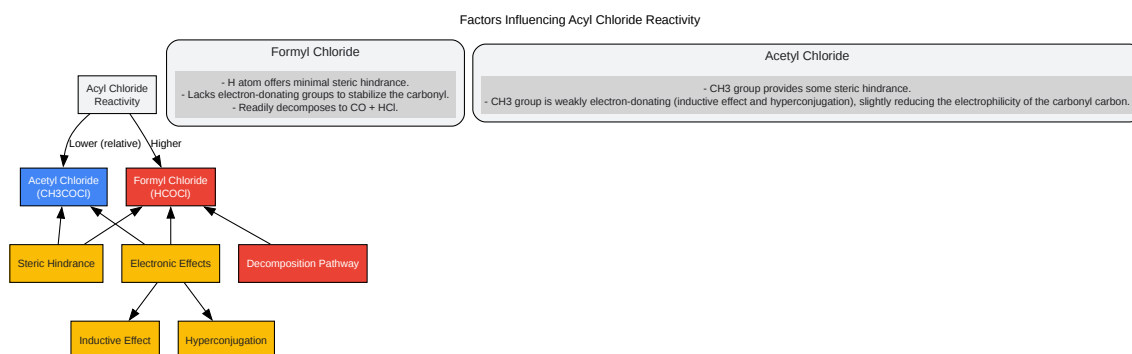 Factors Influencing Acyl Chloride Reactivity
Formyl Chloride
- H atom offers minimal steric hindrance.
- Lacks electron-donating groups to stabilize the carbonyl.
- Readily decomposes to CO + HCl.
Acetyl Chloride
- CH3 group provides some steric hindrance.
- CH3 group is weakly electron-donating (inductive effect and hyperconjugation), slightly reducing the electrophilicity of the carbonyl carbon.
Acyl Chloride
Reactivity
Lower (relative)
Higher
Acetyl Chloride
(CH3COCl)
Formyl Chloride
(HCOCl)
Steric Hindrance
Electronic Effects
Decomposition Pathway
Inductive Effect
Hyperconjugation